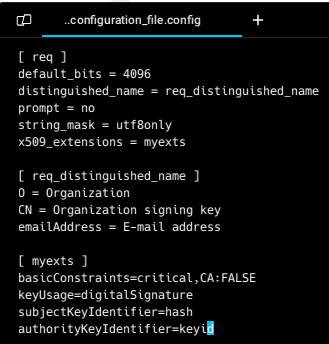 ..configuration_file.config
[ req ]
default_bits = 4096
distinguished_name = req_distinguished_name
prompt = no
string_mask = utf8only
x509_extensions = myexts
[ req_distinguished_name ]
O = Organization
CN = Organization signing key
emailAddress = E-mail address
[ myexts ]
basicConstraints=critical,CA:FALSE
keyUsage=digitalSignature
subjectKeyIdentifier=hash
authorityKeyIdentifier=keyid